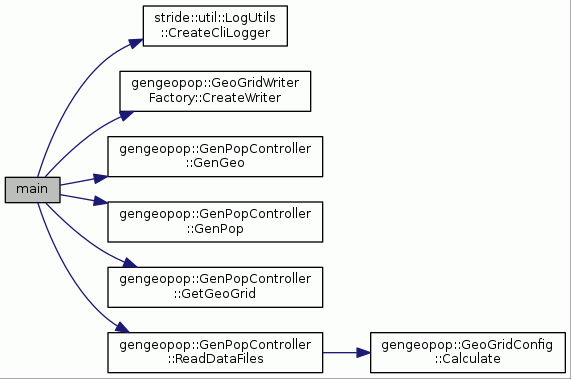 stride::util::LogUtils
::CreateCliLogger
gengeopop::GeoGridWriter
Factory::CreateWriter
gengeopop::GenPopController
::GenGeo
main
gengeopop::GenPopController
::GenPop
gengeopop::GenPopController
::GetGeoGrid
gengeopop::GenPopController
::ReadDataFiles
gengeopop::GeoGridConfig
::Calculate